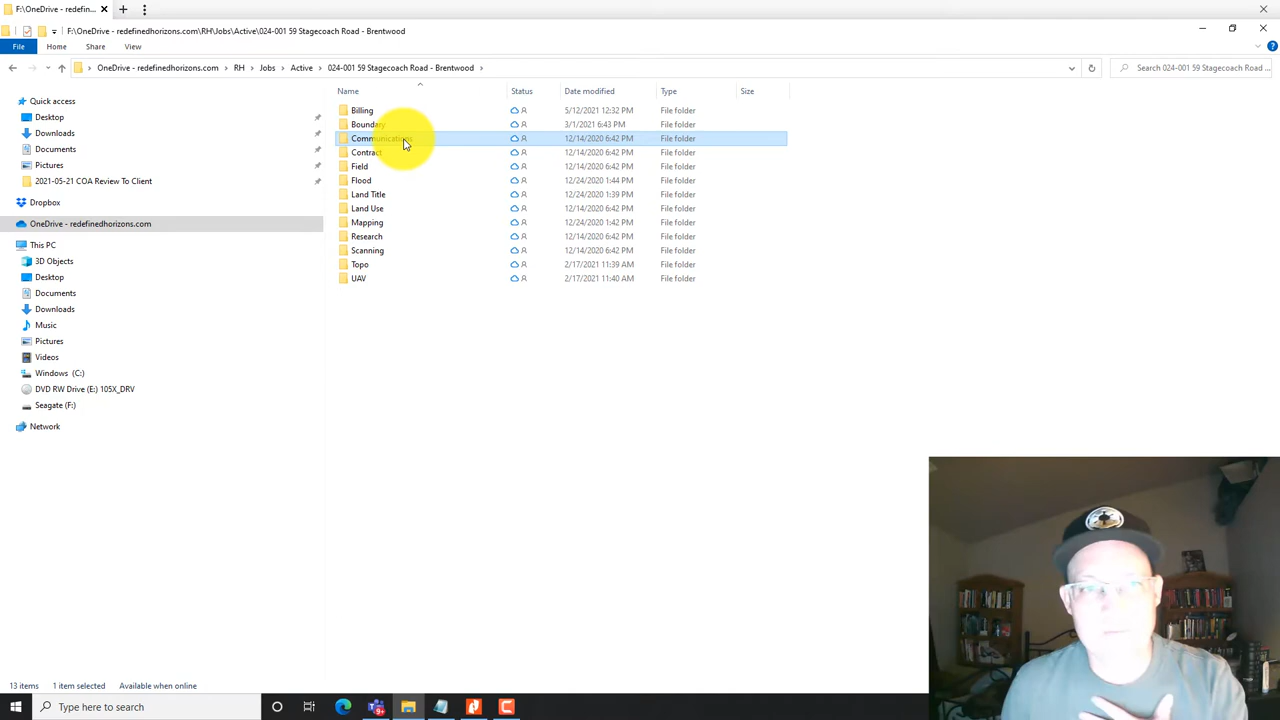 F:\OneDrive - redefin...
F:\OneDrive - redefinedhorizons.com\RH\Jobs\Active\024-001 59 Stagecoach Road - Brentwood
File Home Share View
OneDrive - redefinedhorizons.com > RH > Jobs > Active > 024-001 59 Stagecoach Road - Brentwood >
Search 024-001 59 Stagecoach Road...
Name Status Date modified Type Size
Quick access
Desktop
Downloads
Documents
Pictures
2021-05-21 COA Review To Client
Dropbox
OneDrive - redefinedhorizons.com
This PC
3D Objects
Desktop
Documents
Downloads
Music
Pictures
Videos
Windows (C:)
DVD RW Drive (E:) 105X_DRV
Seagate (F:)
Network
Billing 5/12/2021 12:32 PM File folder
Boundary 3/1/2021 6:43 PM File folder
Communications 12/14/2020 6:42 PM File folder
Contract 12/14/2020 6:42 PM File folder
Field 12/14/2020 6:42 PM File folder
Flood 12/24/2020 1:44 PM File folder
Land Title 12/24/2020 1:39 PM File folder
Land Use 12/14/2020 6:42 PM File folder
Mapping 12/24/2020 1:42 PM File folder
Research 12/14/2020 6:42 PM File folder
Scanning 12/14/2020 6:42 PM File folder
Topo 2/17/2021 11:39 AM File folder
UAV 2/17/2021 11:40 AM File folder
13 items 1 item selected Available when online
Type here to search